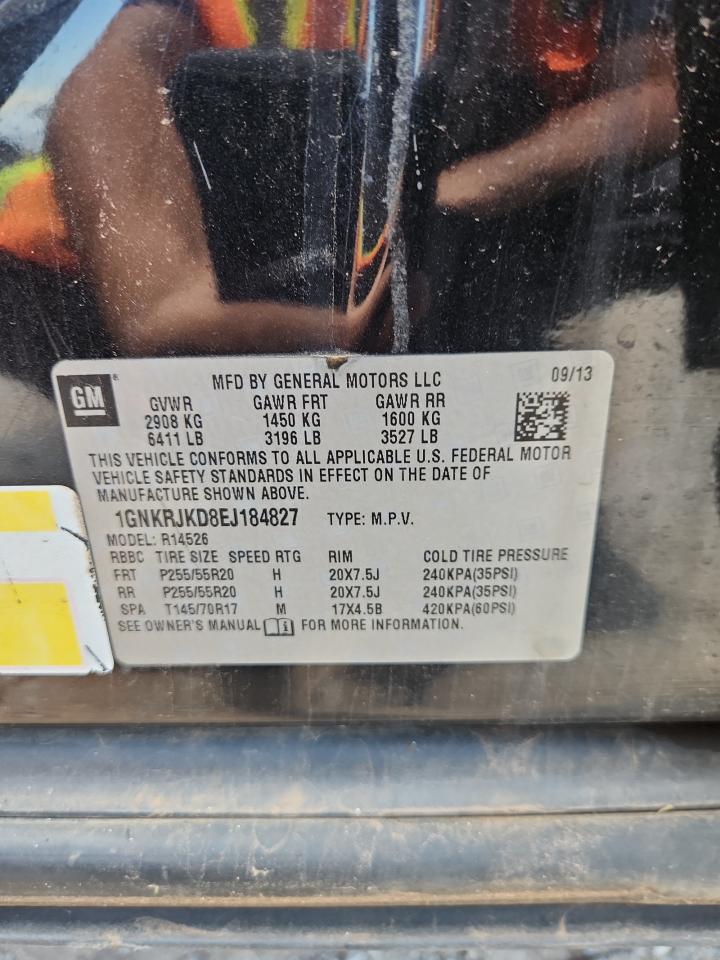 GM ®
MFD BY GENERAL MOTORS LLC 09/13
GVWR GAWR FRT GAWR RR
2908 KG 1450 KG 1600 KG
6411 LB 3196 LB 3527 LB
THIS VEHICLE CONFORMS TO ALL APPLICABLE U.S. FEDERAL MOTOR
VEHICLE SAFETY STANDARDS IN EFFECT ON THE DATE OF
MANUFACTURE SHOWN ABOVE.
1GNKRJKD8EJ184827 TYPE: M.P.V.
MODEL: R14526
RBBC TIRE SIZE SPEED RTG RIM COLD TIRE PRESSURE
FRT P255/55R20 H 20X7.5J 240KPA(35PSI)
RR P255/55R20 H 20X7.5J 240KPA(35PSI)
SPA T145/70R17 M 17X4.5B 420KPA(60PSI)
SEE OWNER'S MANUAL FOR MORE INFORMATION.